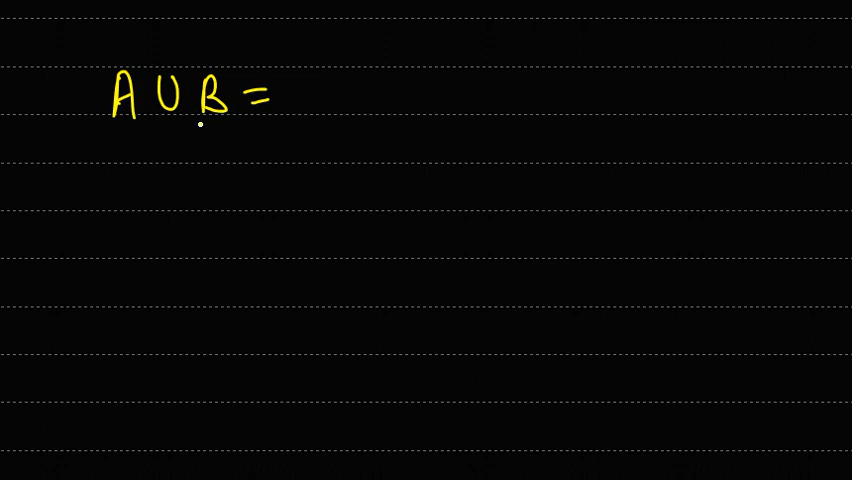 A ∪ B =